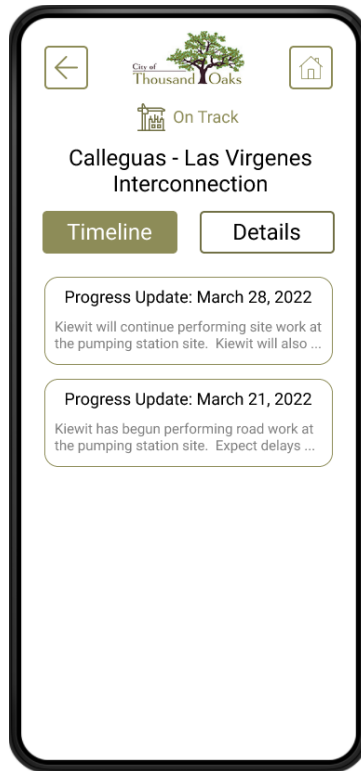 City of
Thousand Oaks
On Track
Calleguas - Las Virgenes
Interconnection
Timeline
Details
Progress Update: March 28, 2022
Kiewit will continue performing site work at
the pumping station site.  Kiewit will also ...
Progress Update: March 21, 2022
Kiewit has begun performing road work at
the pumping station site.  Expect delays ...